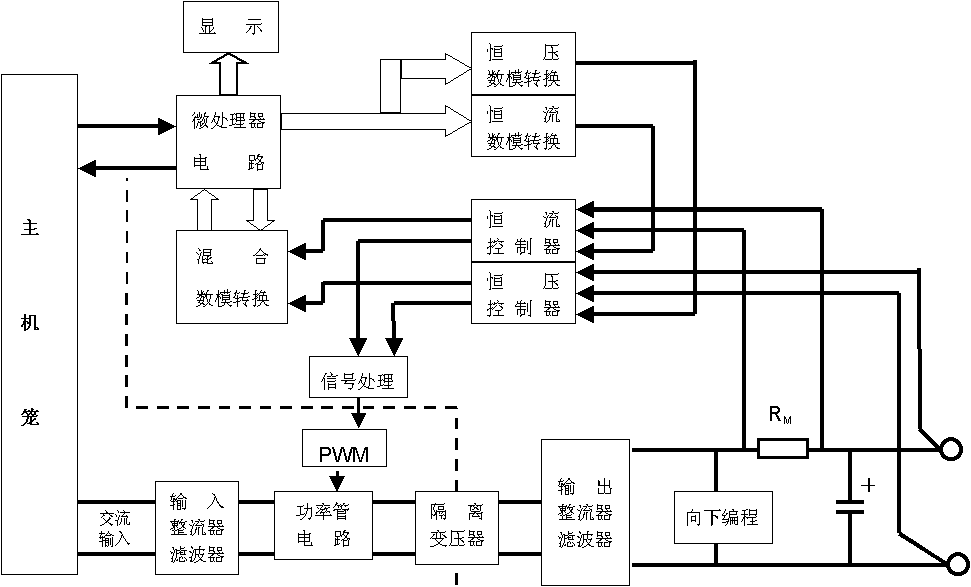 显 示
恒 压
数模转换
微处理器
电 路
恒 流
数模转换
主
机
笼
恒 流
控 制 器
混 合
数模转换
恒 压
控 制 器
信号处理
R_M
PWM
交流
输入
输 入
整流器
滤波器
功率管
电 路
隔 离
变压器
输 出
整流器
滤波器
向下编程
+